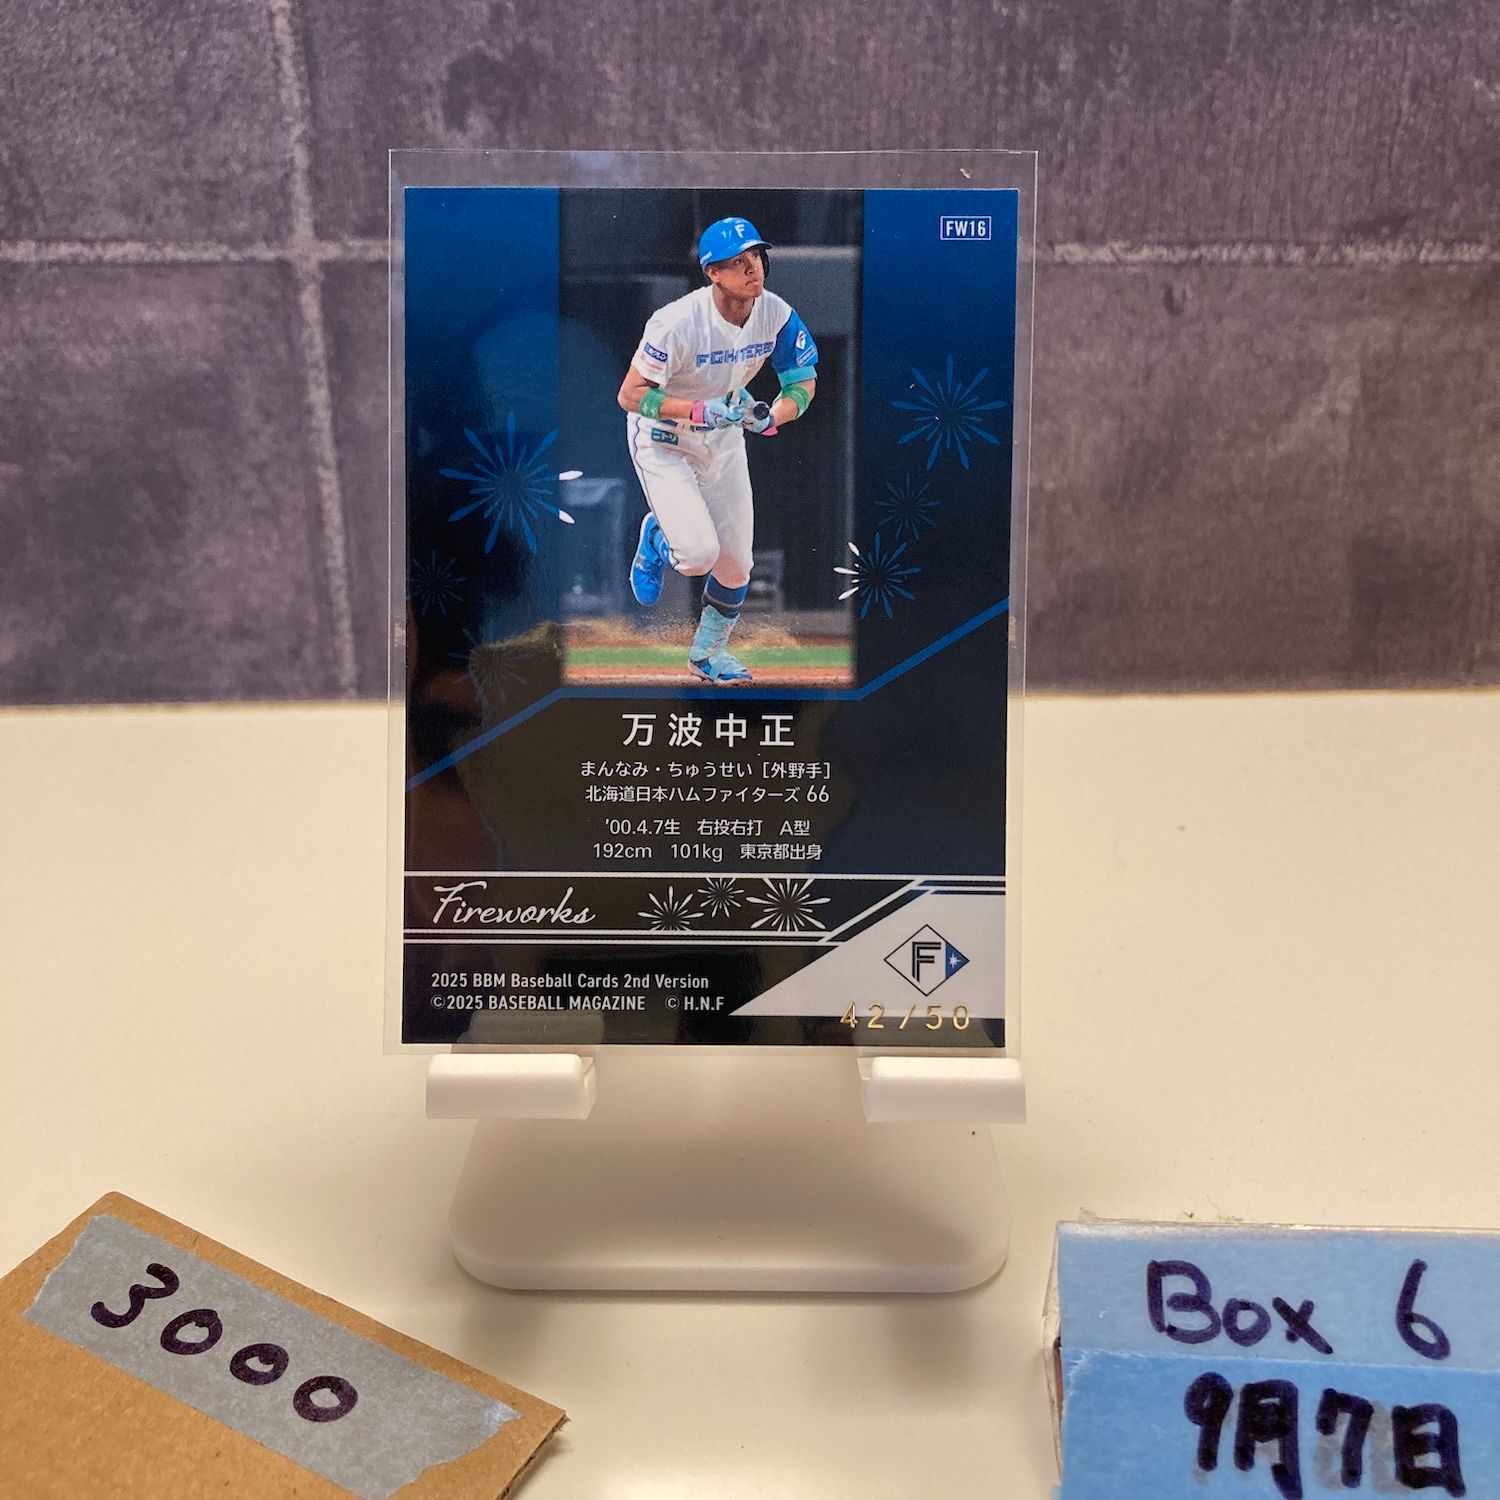 FW16
F
FIGHTERS
万波中正
まんなみ・ちゅうせい［外野手］
北海道日本ハムファイターズ 66
'00.4.7生 右投右打 A型
192cm 101kg 東京都出身
Fireworks
F
2025 BBM Baseball Cards 2nd Version
©2025 BASEBALL MAGAZINE © H.N.F
42/50
3000
Box 6
9月7日